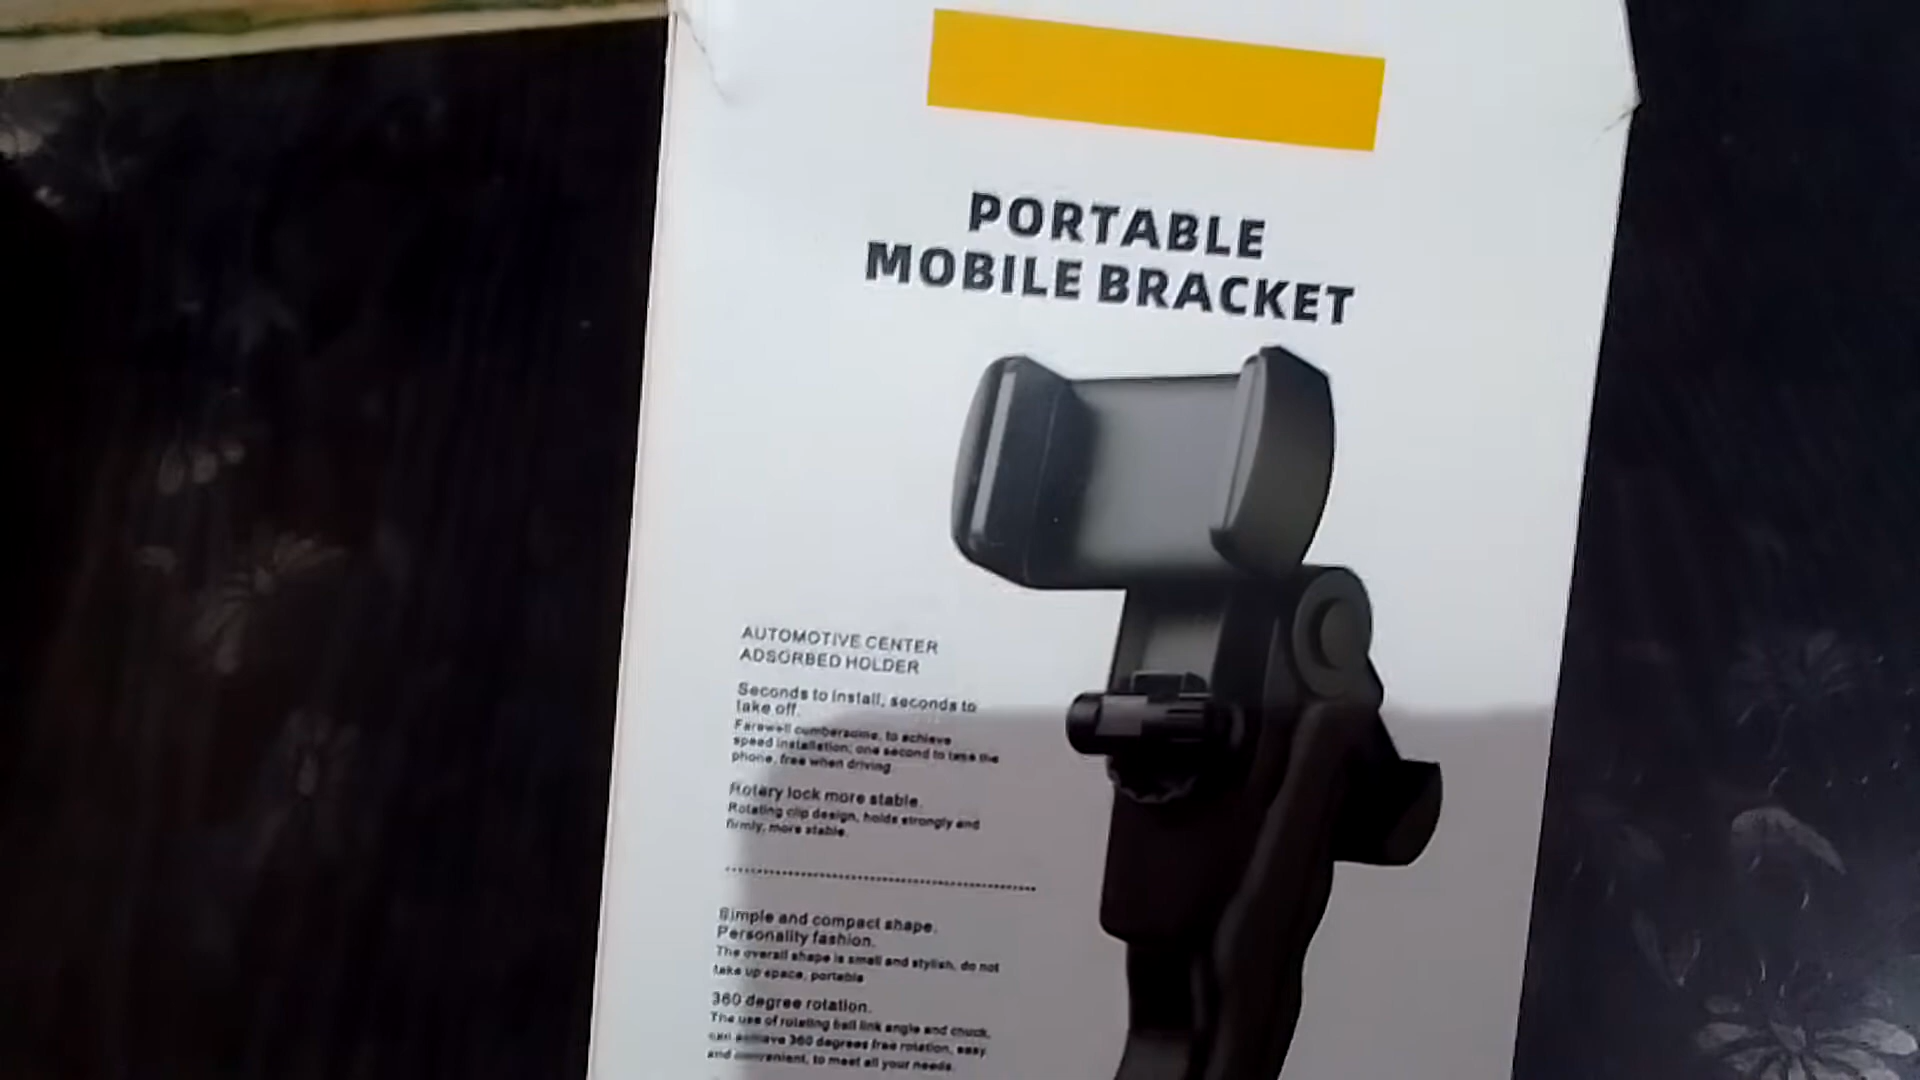 PORTABLE
MOBILE BRACKET
AUTOMOTIVE CENTER
ADSORBED HOLDER
Seconds to install, seconds to
take off.
Farewell cumbersome, to achieve
speed installation; one second to take the
phone, free when driving
Rotary lock more stable.
Rotating clip design, holds strongly and
firmly, more stable.
Simple and compact shape.
Personality fashion.
The overall shape is small and stylish, do not
take up space, portable
360 degree rotation.
The use of rotating ball link angle and chuck,
can achieve 360 degrees free rotation, easy
and convenient, to meet all your needs.